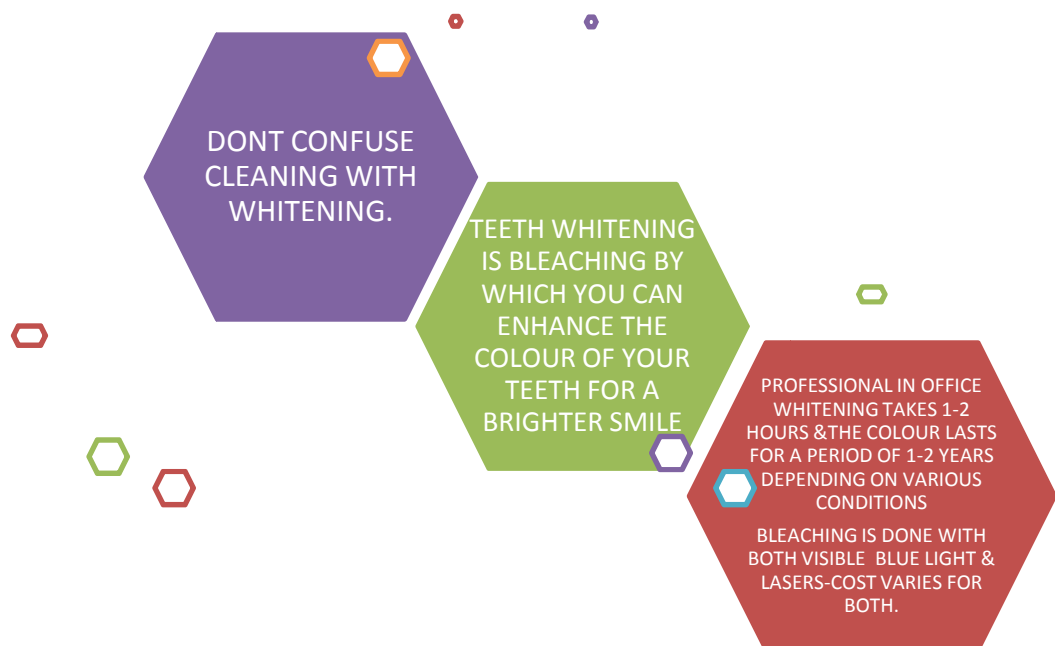 DONT CONFUSE
CLEANING WITH
WHITENING.
TEETH WHITENING
IS BLEACHING BY
WHICH YOU CAN
ENHANCE THE
COLOUR OF YOUR
TEETH FOR A
BRIGHTER SMILE
PROFESSIONAL IN OFFICE
WHITENING TAKES 1-2
HOURS &THE COLOUR LASTS
FOR A PERIOD OF 1-2 YEARS
DEPENDING ON VARIOUS
CONDITIONS
BLEACHING IS DONE WITH
BOTH VISIBLE BLUE LIGHT &
LASERS-COST VARIES FOR
BOTH.